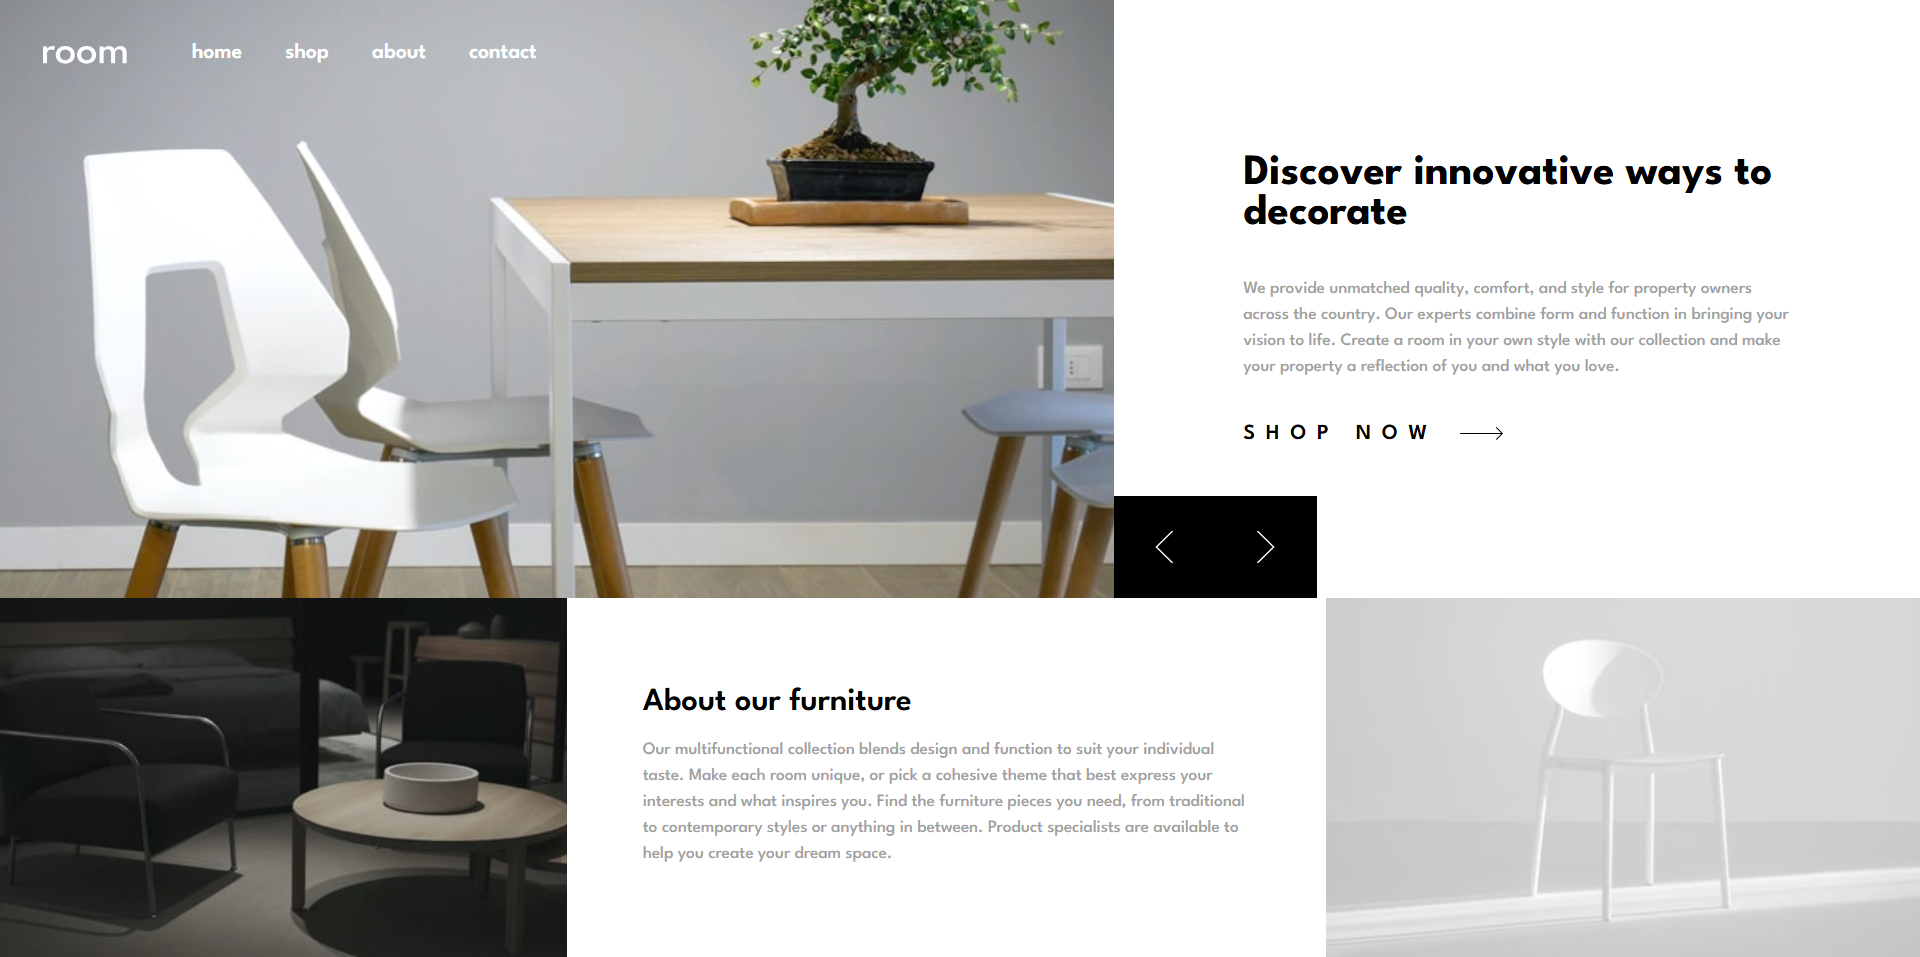 room
home shop about contact
Discover innovative ways to
decorate
We provide unmatched quality, comfort, and style for property owners
across the country. Our experts combine form and function in bringing your
vision to life. Create a room in your own style with our collection and make
your property a reflection of you and what you love.
SHOP NOW
About our furniture
Our multifunctional collection blends design and function to suit your individual
taste. Make each room unique, or pick a cohesive theme that best express your
interests and what inspires you. Find the furniture pieces you need, from traditional
to contemporary styles or anything in between. Product specialists are available to
help you create your dream space.